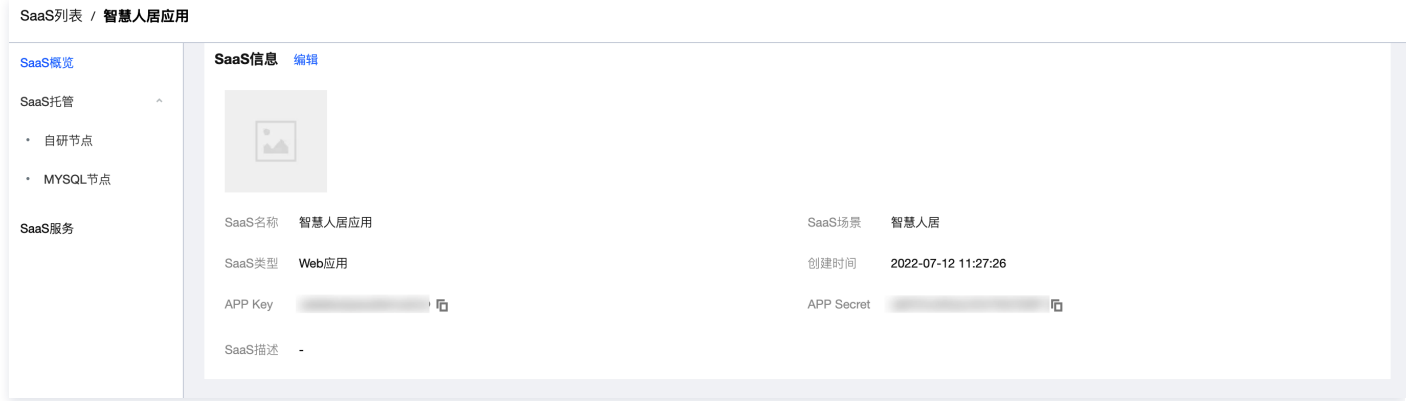 SaaS列表 / 智慧人居应用
SaaS概览
SaaS托管
• 自研节点
• MYSQL节点
SaaS服务
SaaS信息 编辑
SaaS名称 智慧人居应用
SaaS场景 智慧人居
SaaS类型 Web应用
创建时间 2022-07-12 11:27:26
APP Key
APP Secret
SaaS描述 -